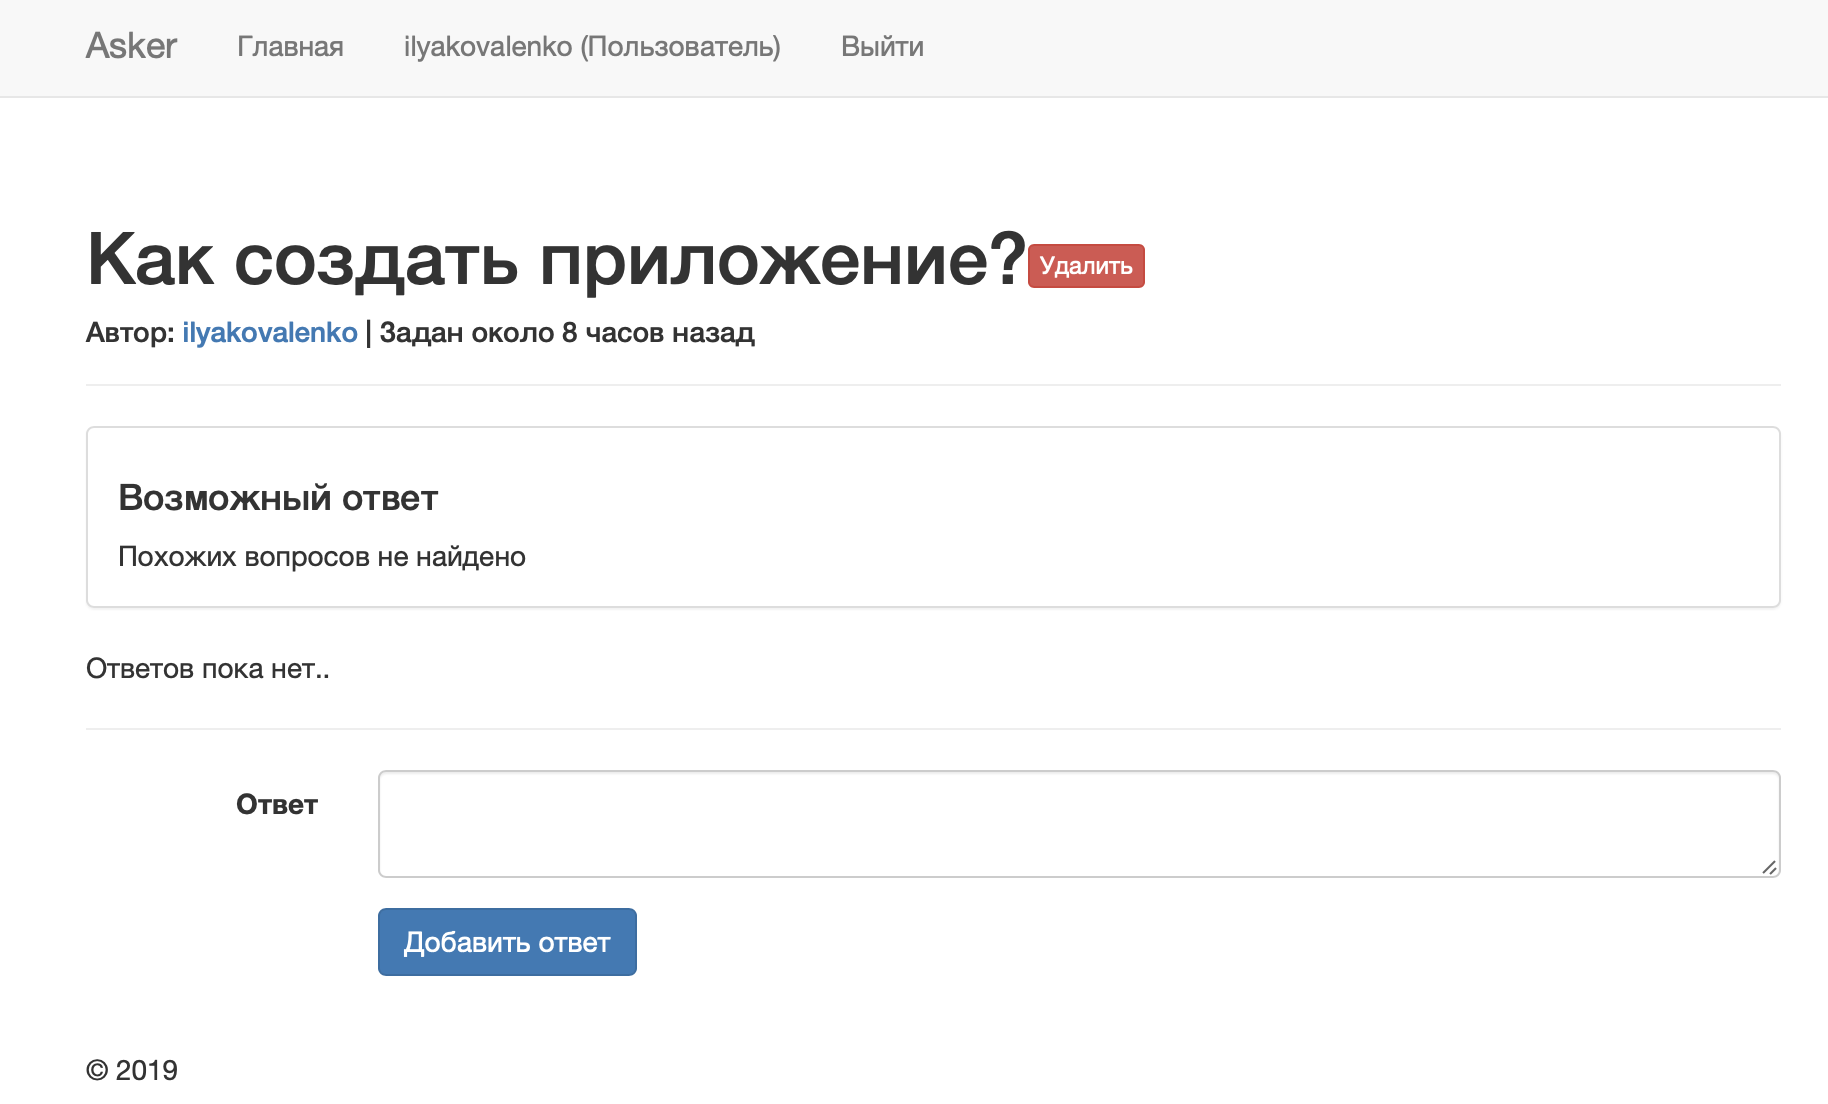 Asker Главная ilyakovalenko (Пользователь) Выйти
Как создать приложение? Удалить
Автор: ilyakovalenko | Задан около 8 часов назад
Возможный ответ
Похожих вопросов не найдено
Ответов пока нет..
Ответ
Добавить ответ
© 2019